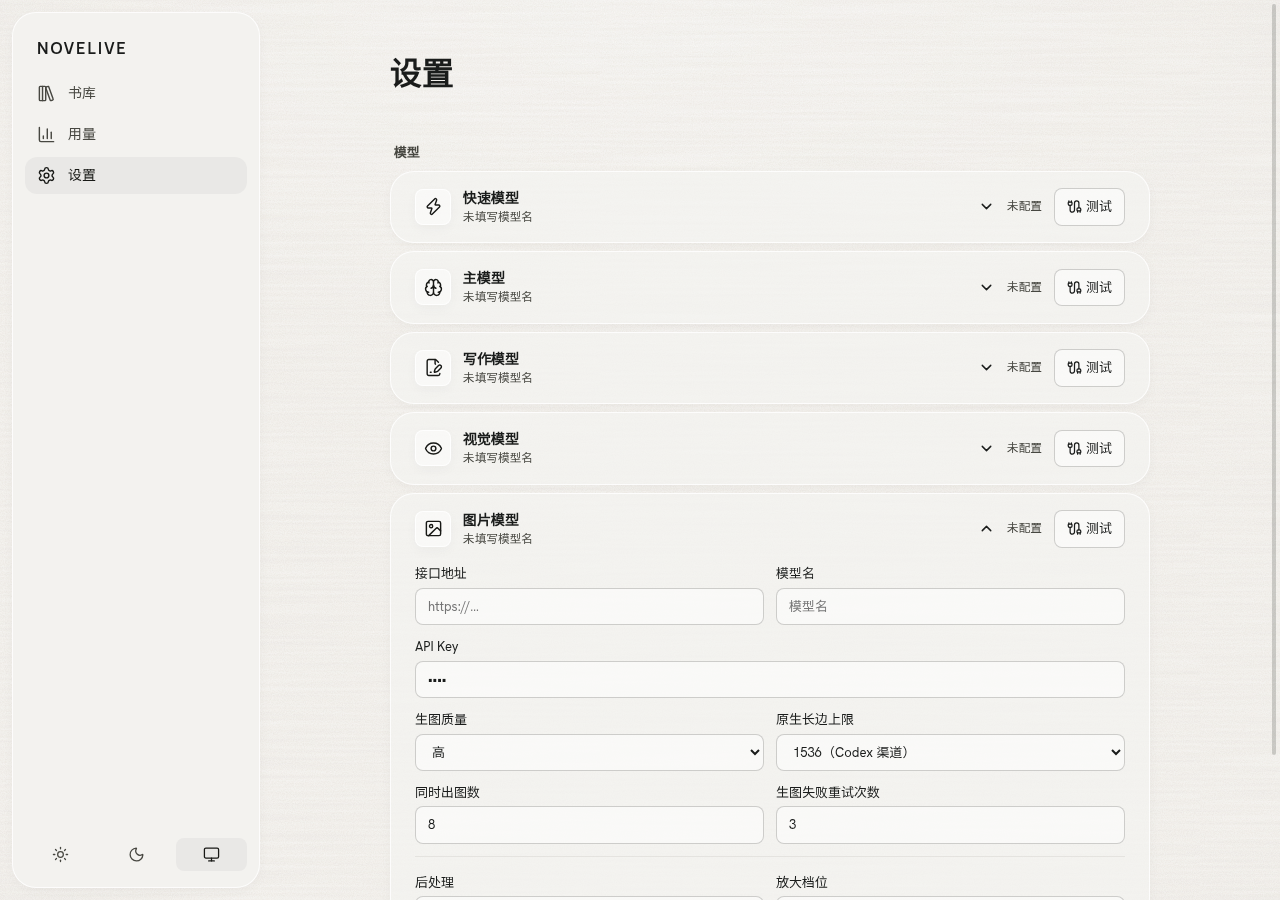 NOVELIVE
书库
用量
设置
设置
模型
快速模型
未填写模型名
未配置
测试
主模型
未填写模型名
未配置
测试
写作模型
未填写模型名
未配置
测试
视觉模型
未填写模型名
未配置
测试
图片模型
未填写模型名
未配置
测试
接口地址
模型名
https://...
模型名
API Key
••••
生图质量
原生长边上限
高
1536（Codex 渠道）
同时出图数
生图失败重试次数
8
3
后处理
放大档位